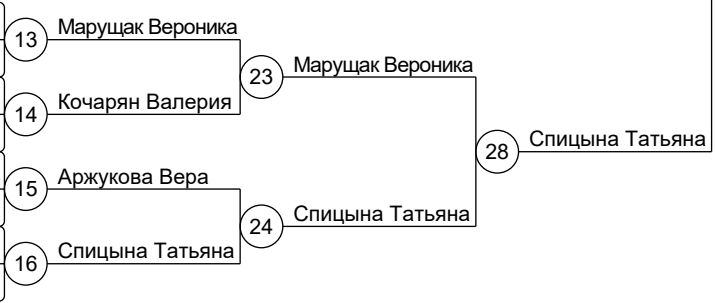 13 Марущак Вероника
23 Марущак Вероника
14 Кочарян Валерия
28 Спицына Татьяна
15 Аржукова Вера
24 Спицына Татьяна
16 Спицына Татьяна